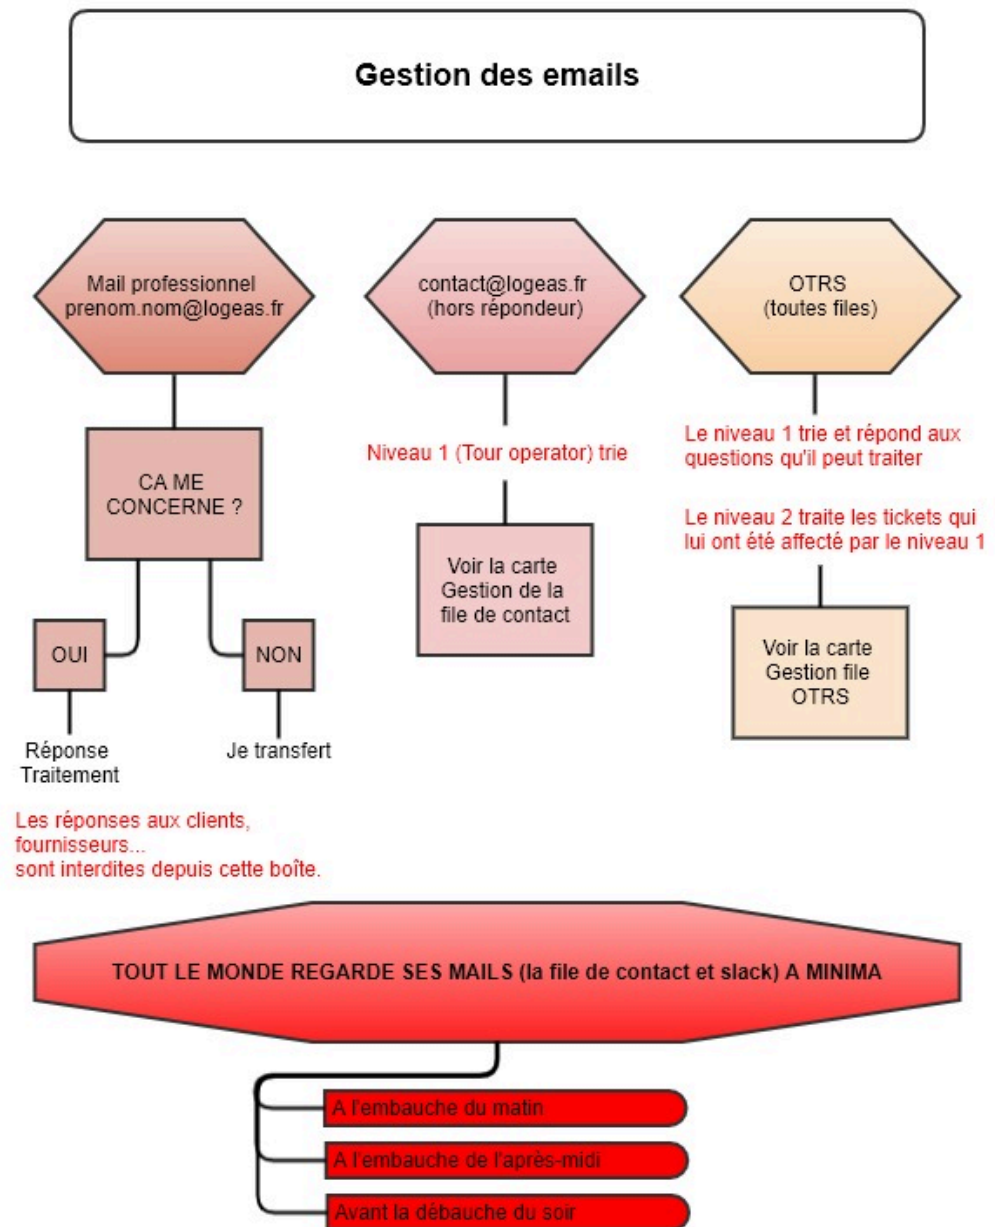 Gestion des emails
Mail professionnel
prenom.nom@logeas.fr
contact@logeas.fr
(hors répondeur)
OTRS
(toutes files)
CA ME
CONCERNE ?
Niveau 1 (Tour operator) trie
Le niveau 1 trie et répond aux
questions qu'il peut traiter
Le niveau 2 traite les tickets qui
lui ont été affecté par le niveau 1
Voir la carte
Gestion de la
file de contact
Voir la carte
Gestion file
OTRS
OUI
NON
Réponse
Traitement
Je transfert
Les réponses aux clients,
fournisseurs...
sont interdites depuis cette boîte.
TOUT LE MONDE REGARDE SES MAILS (la file de contact et slack) A MINIMA
A l'embauche du matin
A l'embauche de l'après-midi
Avant la débauche du soir